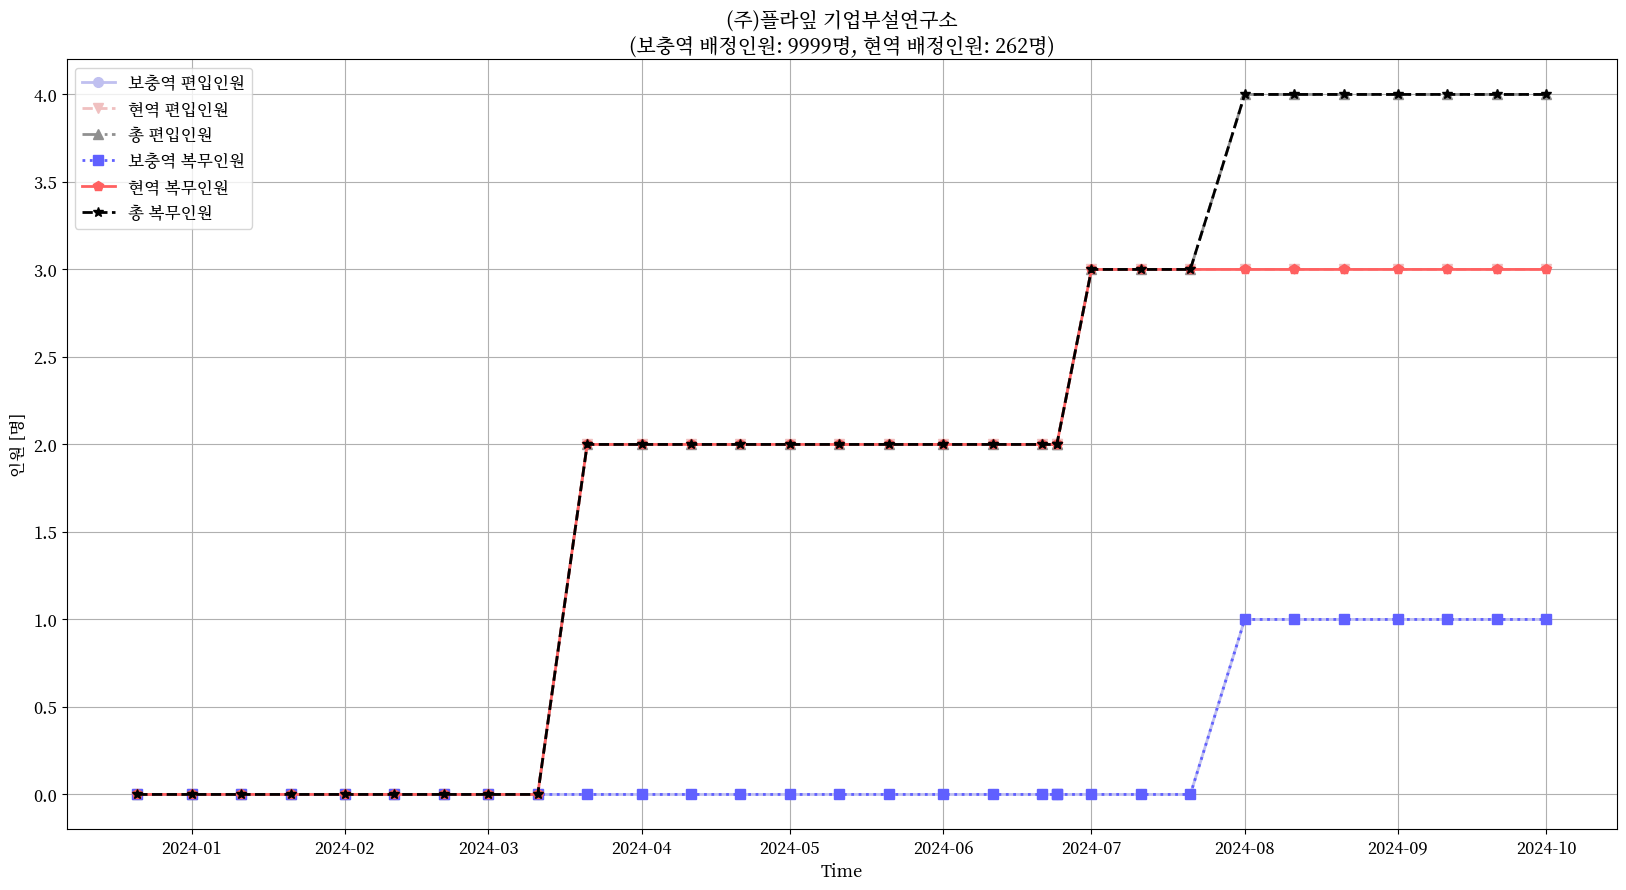 (주)플라잎 기업부설연구소
(보충역 배정인원: 9999명, 현역 배정인원: 262명)
보충역 편입인원
현역 편입인원
총 편입인원
보충역 복무인원
현역 복무인원
총 복무인원
4.0
3.5
3.0
2.5
2.0
1.5
1.0
0.5
0.0
인원 [명]
2024-01 2024-02 2024-03 2024-04 2024-05 2024-06 2024-07 2024-08 2024-09 2024-10
Time